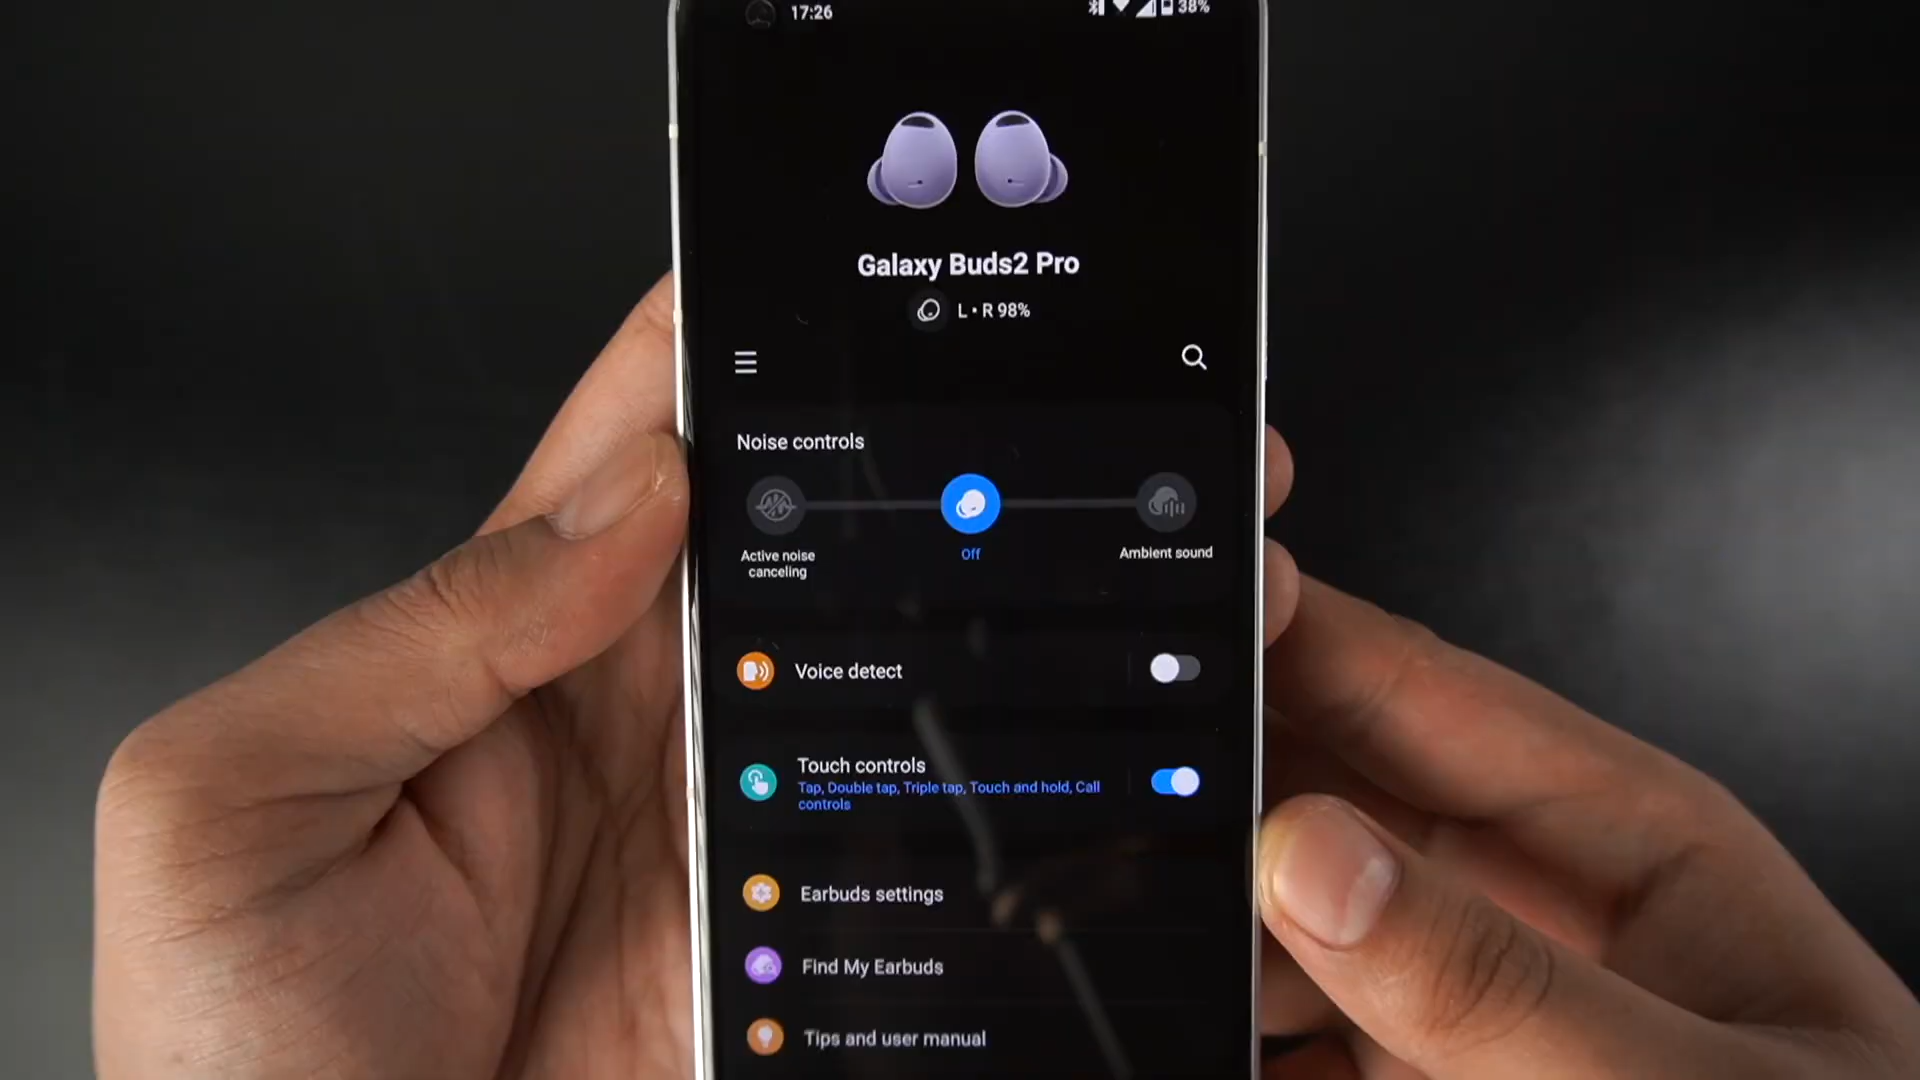 17:26
38%
Galaxy Buds2 Pro
L • R 98%
Noise controls
Active noise
canceling
Off
Ambient sound
Voice detect
Touch controls
Tap, Double tap, Triple tap, Touch and hold, Call
controls
Earbuds settings
Find My Earbuds
Tips and user manual